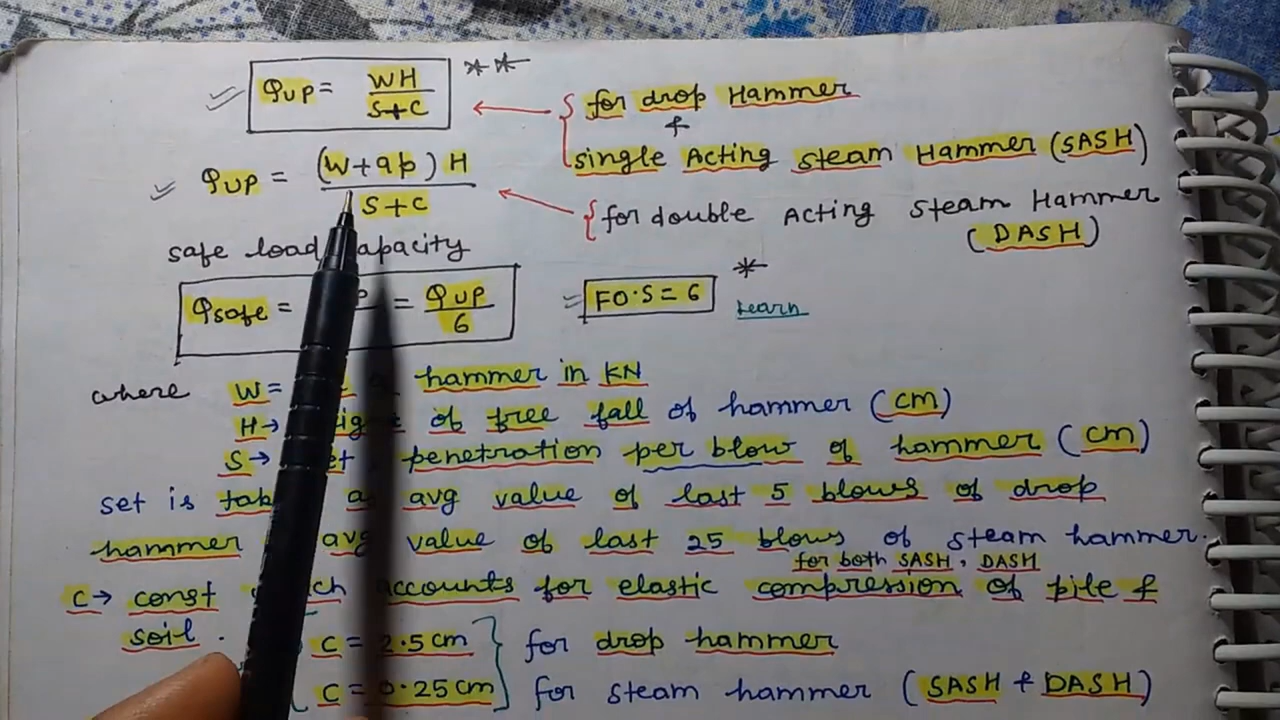 Qup = WH / S+C **
{ for drop Hammer
&
single Acting steam Hammer (SASH)
Qup = (W+ap) H / S+C
{ for double Acting steam Hammer
(DASH)
safe load capacity
Qsafe = = Qup / 6
FO.S = 6 *
Learn
where W = hammer in KN
H→ of free fall of hammer (cm)
S→ penetration per blow of hammer (cm)
set is avg value of last 5 blows of drop
hammer avg value of last 25 blows of steam hammer.
for both SASH, DASH
C→ const accounts for elastic compression of pile &
soil.
C = 2.5 cm } for drop hammer
C = 0.25 cm for steam hammer (SASH & DASH)